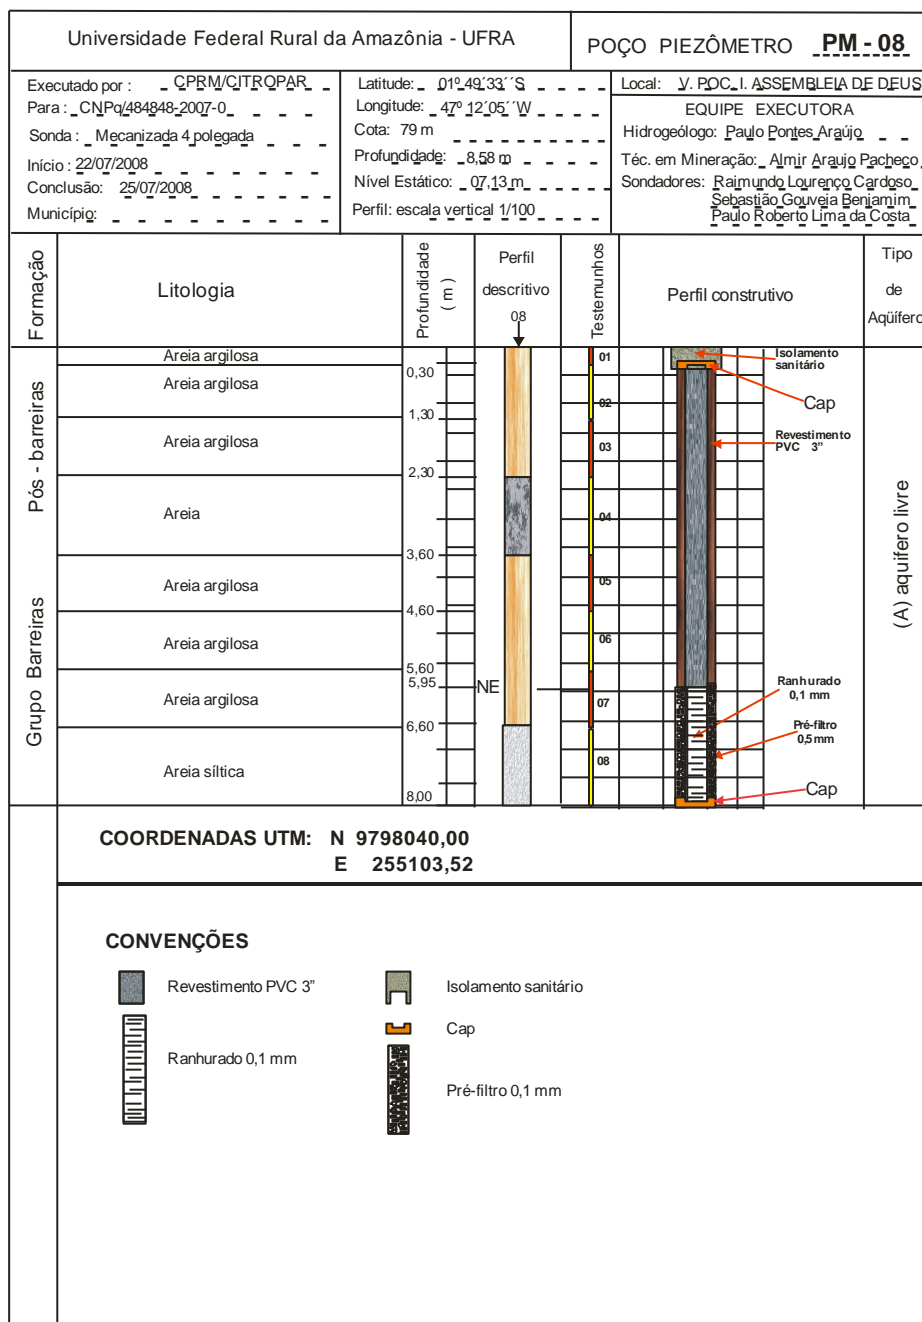 Universidade Federal Rural da Amazônia - UFRA
POÇO PIEZÔMETRO PM - 08
Executado por : CPRM/CITROPAR
Para : CNPq/484848-2007-0
Sonda : Mecanizada 4 polegada
Início : 22/07/2008
Conclusão: 25/07/2008
Município:
Latitude: 01º 49´33´´S
Longitude: 47º 12´05´´W
Cota: 79 m
Profundidade: 8,58 m
Nível Estático: 07,13 m
Perfil: escala vertical 1/100
Local: V. POC. I. ASSEMBLEIA DE DEUS
EQUIPE EXECUTORA
Hidrogeólogo: Paulo Pontes Araújo
Téc. em Mineração: Almir Araujo Pacheco
Sondadores: Raimundo Lourenço Cardoso
Sebastião Gouveia Benjamim
Paulo Roberto Lima da Costa
Formação
Litologia
Profundidade
( m )
Perfil
descritivo
08
Testemunhos
Perfil construtivo
Tipo
de
Aqüífero
Pós - barreiras
Grupo Barreiras
Areia argilosa
Areia argilosa
Areia argilosa
Areia
Areia argilosa
Areia argilosa
Areia argilosa
Areia síltica
0,30
1,30
2,30
3,60
4,60
5,60
5,95
6,60
8,00
NE
01
02
03
04
05
06
07
08
Isolamento
sanitário
Cap
Revestimento
PVC 3”
Ranhurado
0,1 mm
Pré-filtro
0,5 mm
Cap
(A) aquifero livre
COORDENADAS UTM: N 9798040,00
E 255103,52
CONVENÇÕES
Revestimento PVC 3”
Isolamento sanitário
Cap
Ranhurado 0,1 mm
Pré-filtro 0,1 mm